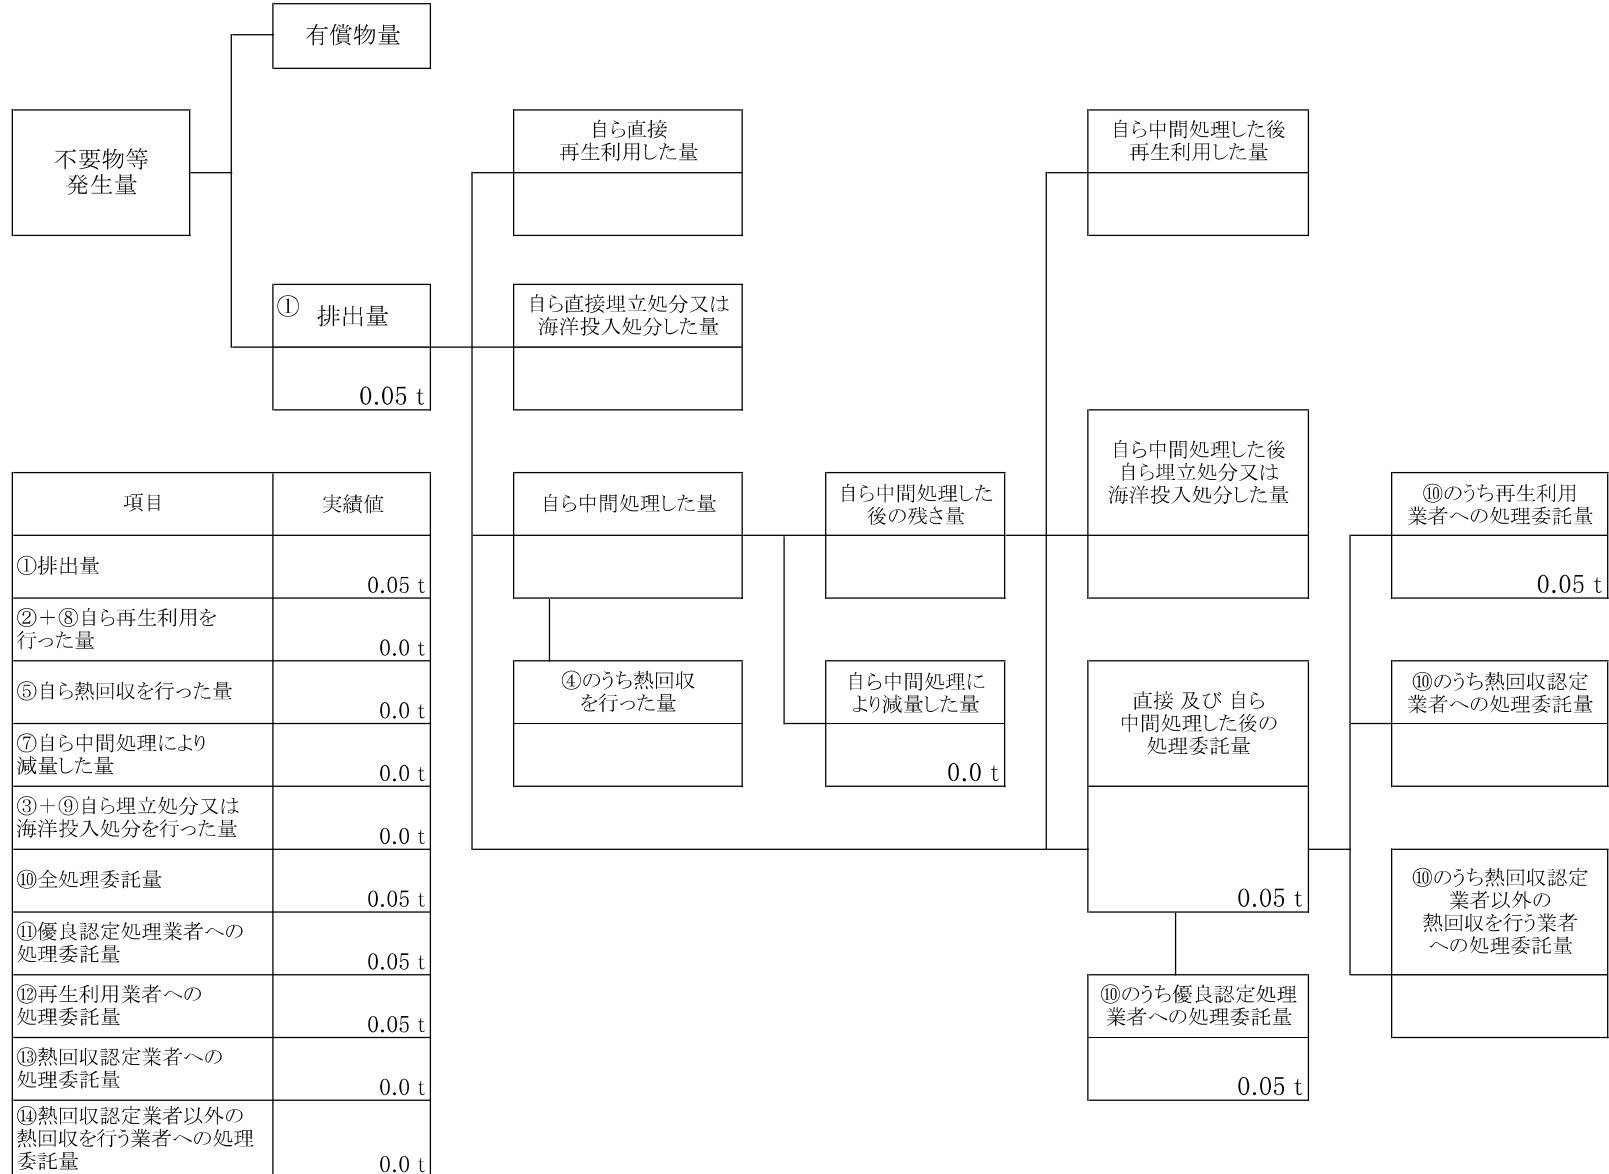 有償物量
不要物等
発生量
自ら直接
再生利用した量
自ら中間処理した後
再生利用した量
① 排出量
0.05 t
自ら直接埋立処分又は
海洋投入処分した量
自ら中間処理した後
自ら埋立処分又は
海洋投入処分した量
自ら中間処理した量
自ら中間処理した
後の残さ量
⑩のうち再生利用
業者への処理委託量
0.05 t
④のうち熱回収
を行った量
自ら中間処理に
より減量した量
0.0 t
直接 及び 自ら
中間処理した後の
処理委託量
0.05 t
⑩のうち熱回収認定
業者への処理委託量
⑩のうち熱回収認定
業者以外の
熱回収を行う業者
への処理委託量
⑩のうち優良認定処理
業者への処理委託量
0.05 t
項目 実績値
①排出量
0.05 t
②＋⑧自ら再生利用を
行った量
0.0 t
⑤自ら熱回収を行った量
0.0 t
⑦自ら中間処理により
減量した量
0.0 t
③＋⑨自ら埋立処分又は
海洋投入処分を行った量
0.0 t
⑩全処理委託量
0.05 t
⑪優良認定処理業者への
処理委託量
0.05 t
⑫再生利用業者への
処理委託量
0.05 t
⑬熱回収認定業者への
処理委託量
0.0 t
⑭熱回収認定業者以外の
熱回収を行う業者への処理
委託量
0.0 t